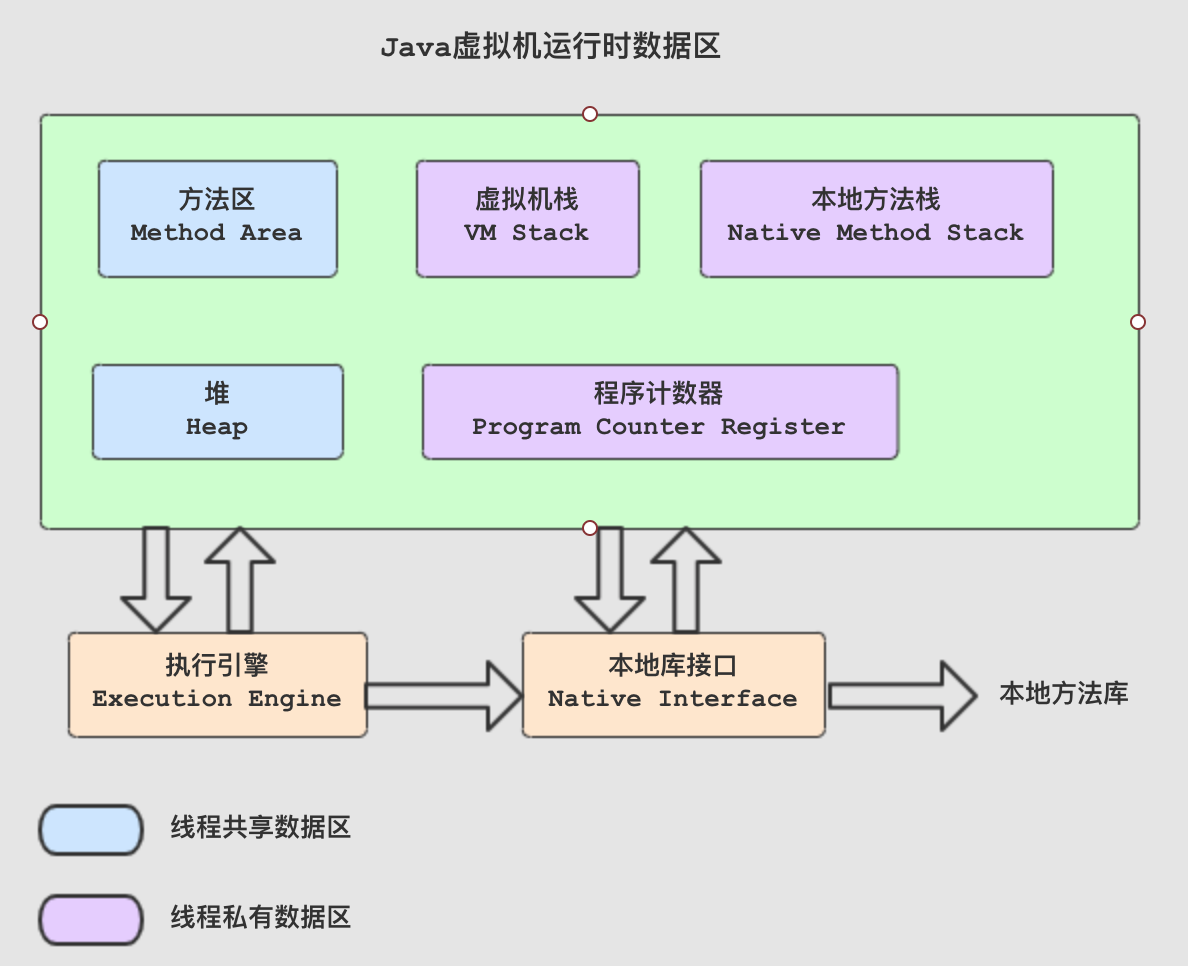 Java虚拟机运行时数据区
方法区
Method Area
虚拟机栈
VM Stack
本地方法栈
Native Method Stack
堆
Heap
程序计数器
Program Counter Register
执行引擎
Execution Engine
本地库接口
Native Interface
本地方法库
线程共享数据区
线程私有数据区